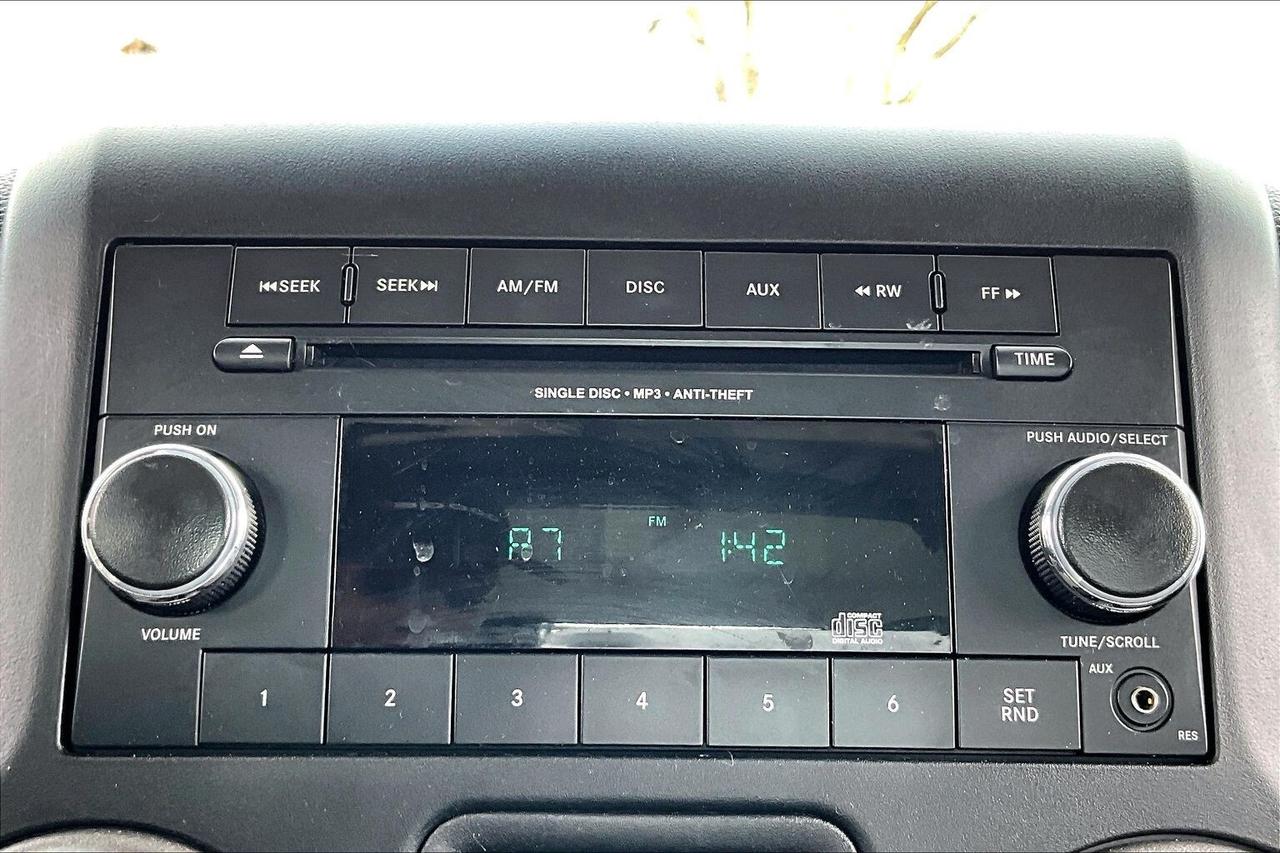 SEEK
SEEK
AM/FM
DISC
AUX
RW
FF
TIME
SINGLE DISC • MP3 • ANTI-THEFT
PUSH ON
PUSH AUDIO/SELECT
FM
A7
1:42
COMPACT
disc
DIGITAL AUDIO
VOLUME
TUNE/SCROLL
1
2
3
4
5
6
SET
RND
AUX
RES